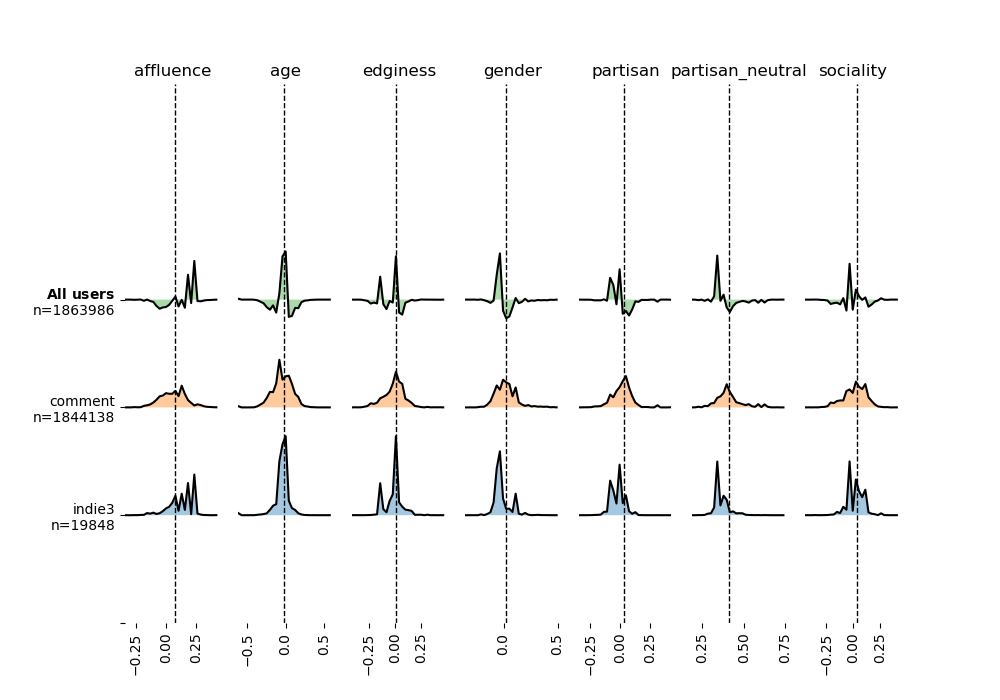 affluence age edginess gender partisan partisan_neutral sociality
All users
n=1863986
comment
n=1844138
indie3
n=19848
−0.25 0.00 0.25 −0.5 0.0 0.5 −0.25 0.00 0.25 0.0 0.5 −0.25 0.00 0.25 0.25 0.50 0.75 −0.25 0.00 0.25